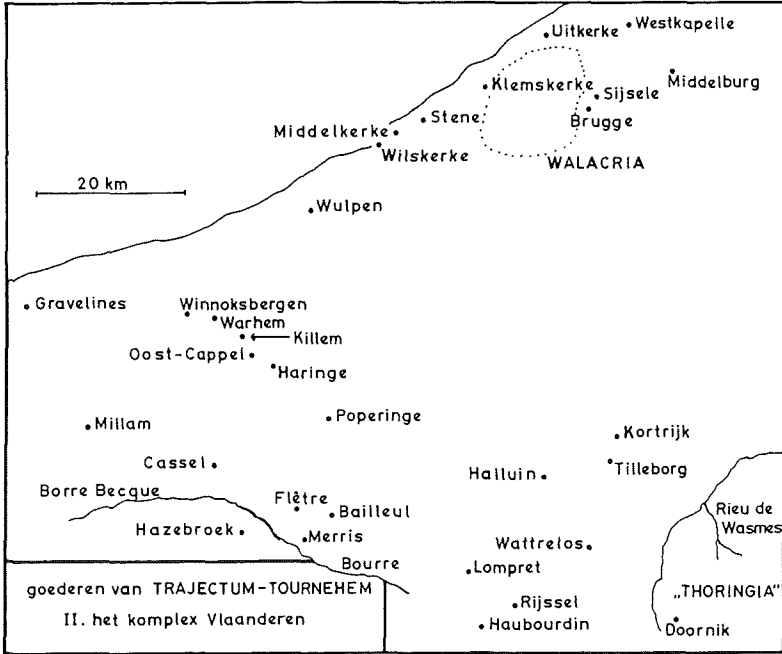 Uitkerke
Westkapelle
Klemskerke
Sijsele
Middelburg
Stene
Brugge
Middelkerke
Wilskerke
WALACRIA
20 km
Wulpen
Gravelines
Winnoksbergen
Warhem
Killem
Oost-Cappel
Haringe
Poperinge
Millam
Kortrijk
Cassel
Tilleborg
Halluin
Borre Becque
Flêtre
Bailleul
Rieu de
Wasmes
Hazebroek
Merris
Wattrelos
Bourre
Lompret
goederen van TRAJECTUM-TOURNEHEM
II. het komplex Vlaanderen
„THORINGIA"
Rijssel
Haubourdin
Doornik